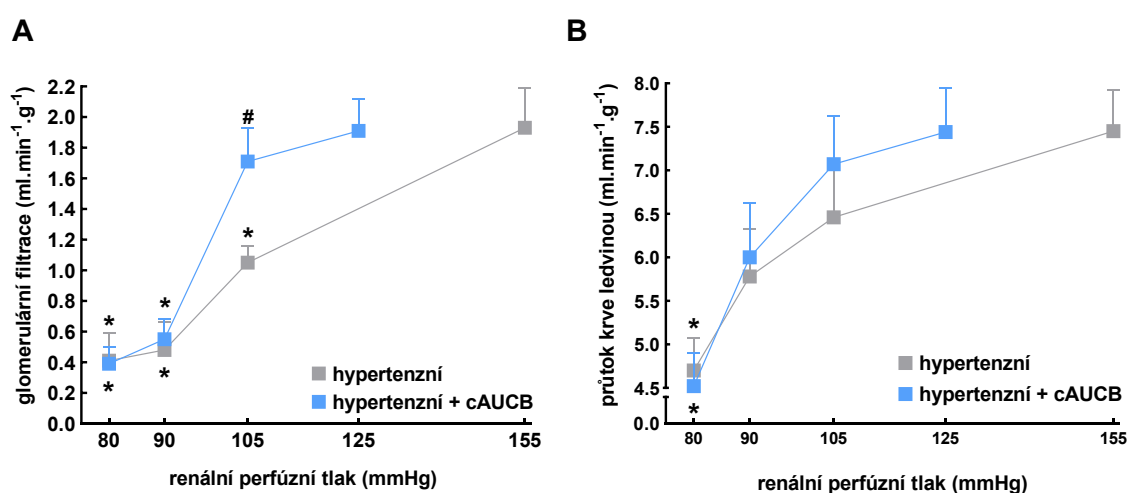 A
glomerulární filtrace (ml.min⁻¹.g⁻¹)
2.2
2.0
1.8
1.6
1.4
1.2
1.0
0.8
0.6
0.4
0.2
0.0
#
*
*
*
*
*
hypertenzní
hypertenzní + cAUCB
80 90 105 125 155
renální perfúzní tlak (mmHg)
B
průtok krve ledvinou (ml.min⁻¹.g⁻¹)
8.0
7.5
7.0
6.5
6.0
5.5
5.0
4.5
0.0
*
*
hypertenzní
hypertenzní + cAUCB
80 90 105 125 155
renální perfúzní tlak (mmHg)